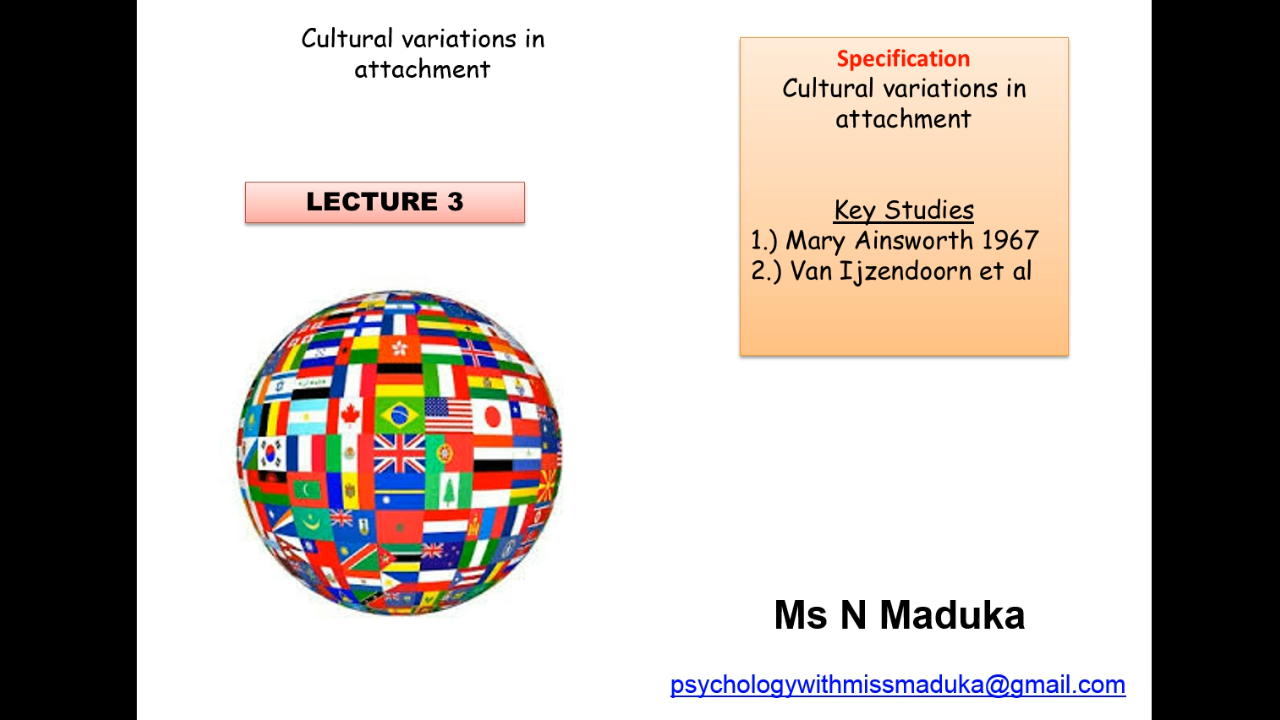 Cultural variations in
attachment
LECTURE 3
Specification
Cultural variations in
attachment
Key Studies
1.) Mary Ainsworth 1967
2.) Van Ijzendoorn et al
Ms N Maduka
psychologywithmissmaduka@gmail.com